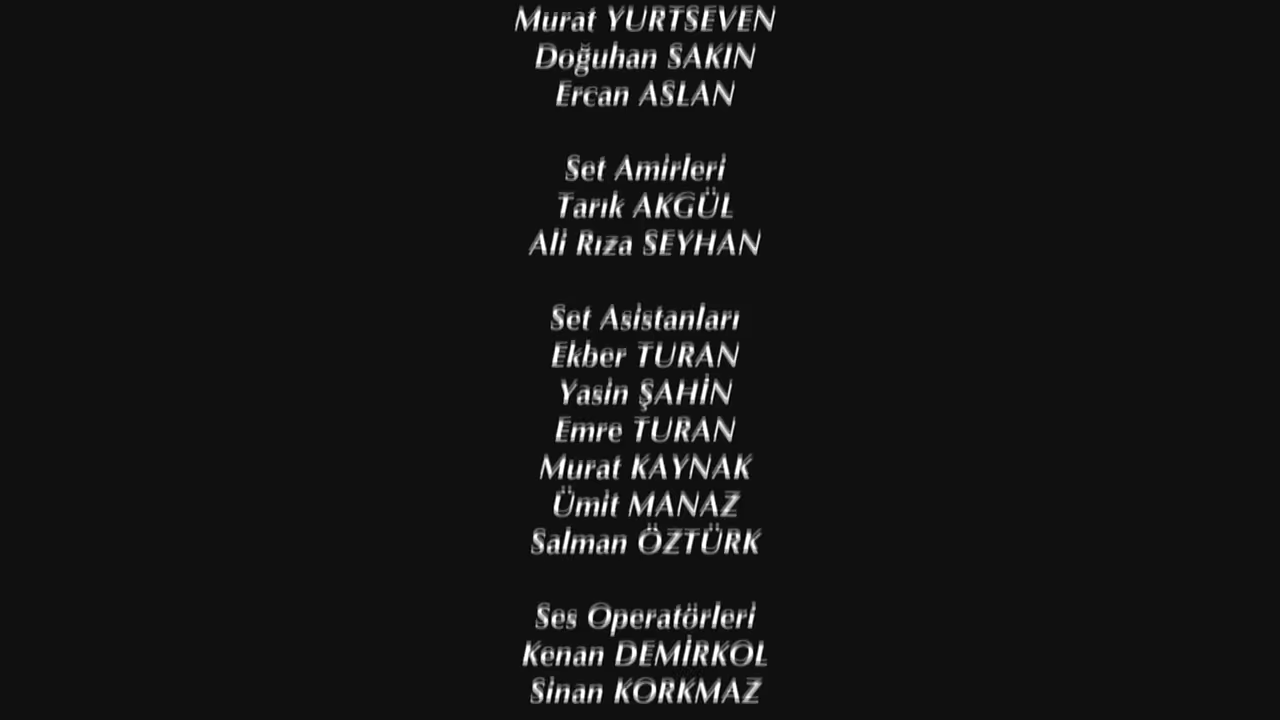 Murat YURTSEVEN
Doğuhan SAKIN
Ercan ASLAN
Set Amirleri
Tarık AKGÜL
Ali Rıza SEYHAN
Set Asistanları
Ekber TURAN
Yasin ŞAHİN
Emre TURAN
Murat KAYNAK
Ümit MANAZ
Salman ÖZTÜRK
Ses Operatörleri
Kenan DEMİRKOL
Sinan KORKMAZ